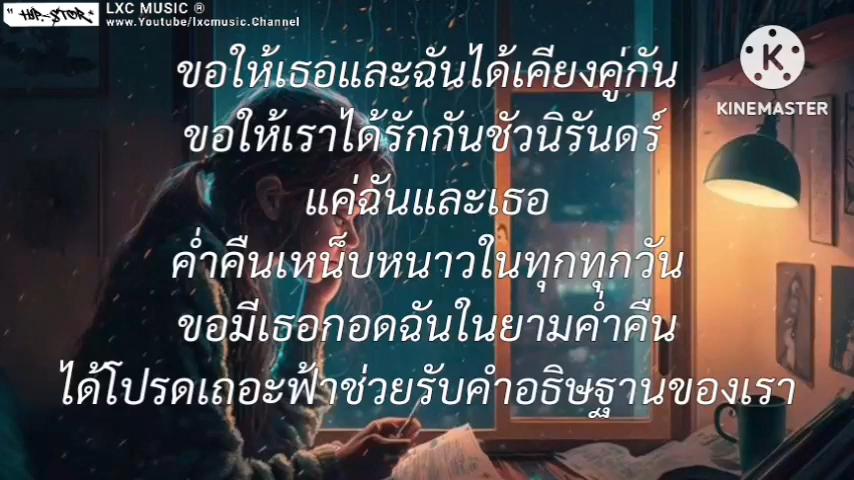 "HIP-STOR"
LXC MUSIC ®
www.Youtube/lxcmusic.Channel
KINEMASTER
ขอให้เธอและฉันได้เคียงคู่กัน
ขอให้เราได้รักกันชั่วนิรันดร์
แค่ฉันและเธอ
ค่ำคืนเหน็บหนาวในทุกทุกวัน
ขอมีเธอกอดฉันในยามค่ำคืน
ได้โปรดเถอะฟ้าช่วยรับคำอธิษฐานของเรา